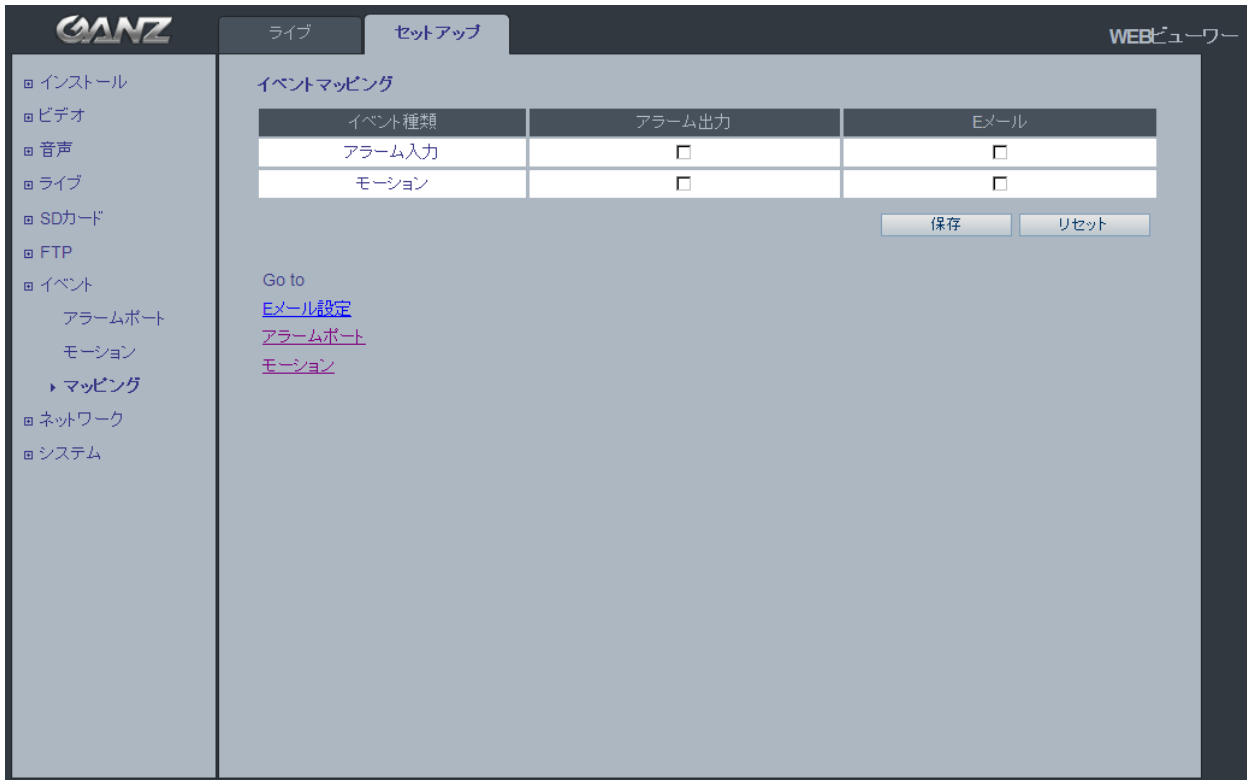 GANZ
ライブ
セットアップ
WEBビューワー
インストール
ビデオ
音声
ライブ
SDカード
FTP
イベント
アラームポート
モーション
マッピング
ネットワーク
システム
イベントマッピング
イベント種類 アラーム出力 Eメール
アラーム入力
モーション
保存 リセット
Go to
Eメール設定
アラームポート
モーション